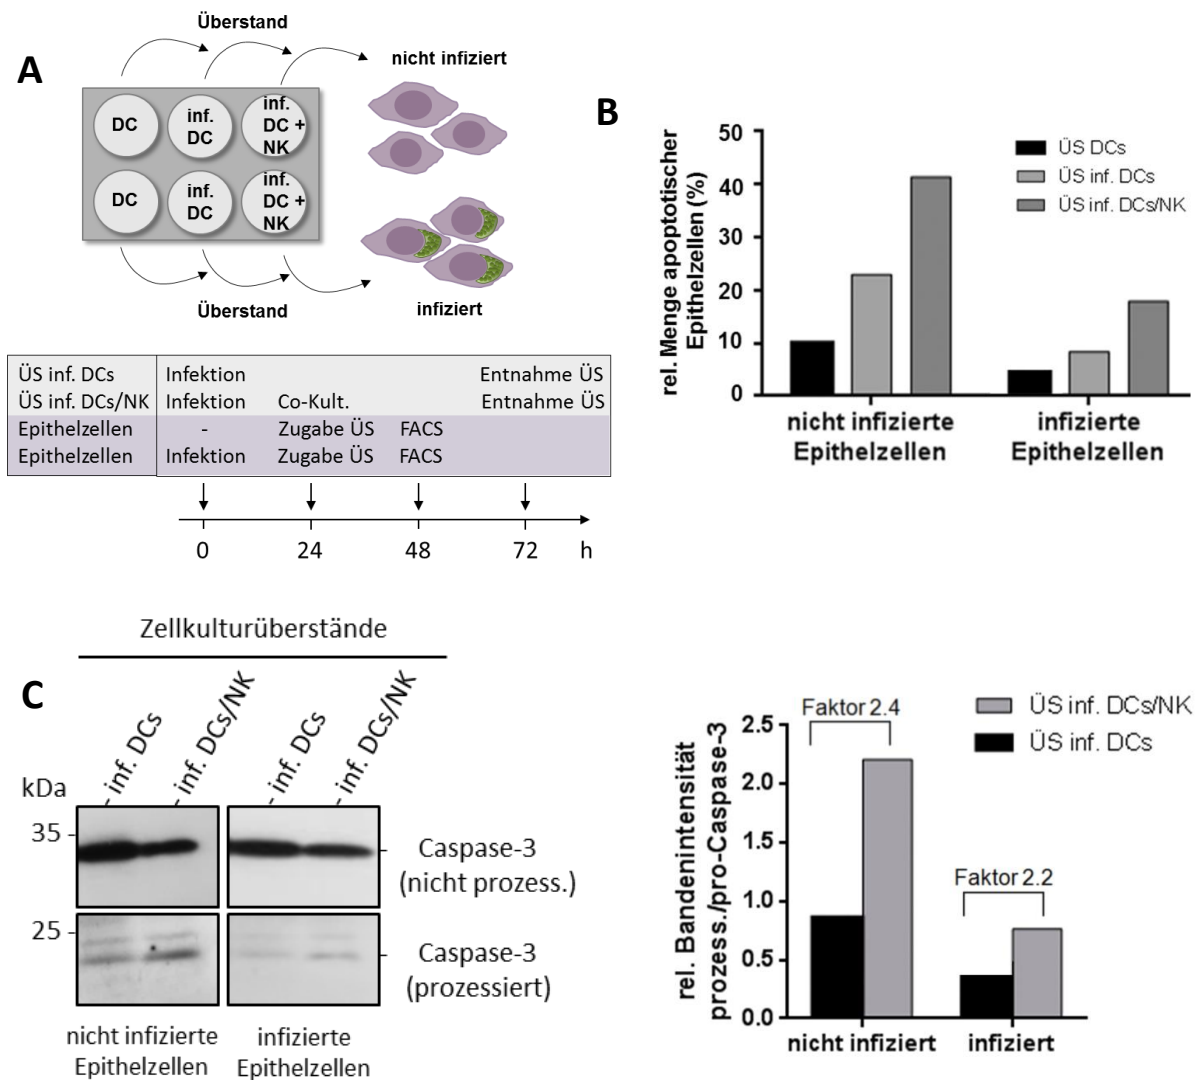 A
Überstand
nicht infiziert
DC
inf.
DC
inf.
DC +
NK
DC
inf.
DC
inf.
DC +
NK
Überstand
infiziert
ÜS inf. DCs Infektion Entnahme ÜS
ÜS inf. DCs/NK Infektion Co-Kult. Entnahme ÜS
Epithelzellen - Zugabe ÜS FACS
Epithelzellen Infektion Zugabe ÜS FACS
0 24 48 72 h
B
rel. Menge apoptotischer
Epithelzellen (%)
50
40
30
20
10
0
ÜS DCs
ÜS inf. DCs
ÜS inf. DCs/NK
nicht infizierte
Epithelzellen
infizierte
Epithelzellen
C
Zellkulturüberstände
- inf. DCs
- inf. DCs/NK
- inf. DCs
- inf. DCs/NK
kDa
35 -
25 -
Caspase-3
(nicht prozess.)
Caspase-3
(prozessiert)
nicht infizierte
Epithelzellen
infizierte
Epithelzellen
rel. Bandenintensität
prozess./pro-Caspase-3
2.5
2.0
1.5
1.0
0.5
0.0
Faktor 2.4
Faktor 2.2
ÜS inf. DCs/NK
ÜS inf. DCs
nicht infiziert
infiziert